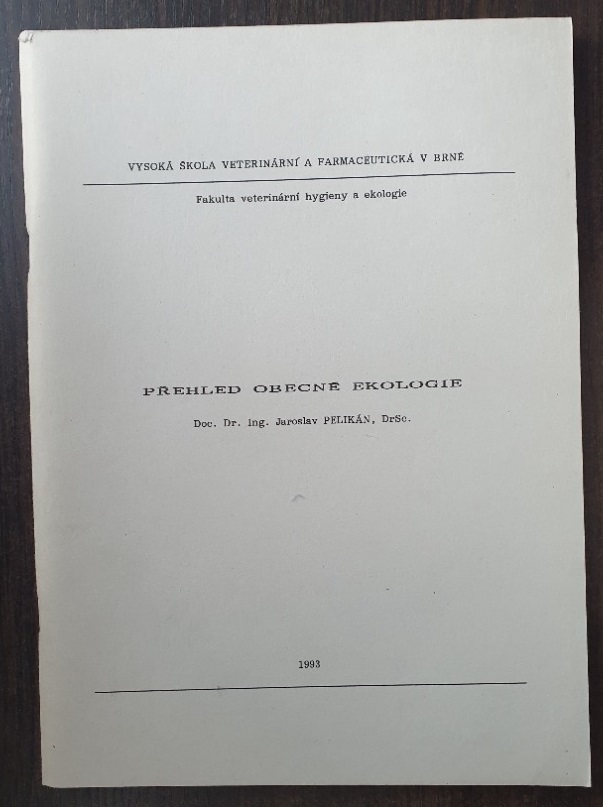 VYSOKÁ ŠKOLA VETERINÁRNÍ A FARMACEUTICKÁ V BRNĚ
Fakulta veterinární hygieny a ekologie
PŘEHLED OBECNÉ EKOLOGIE
Doc. Dr. Ing. Jaroslav PELIKÁN, DrSc.
1993